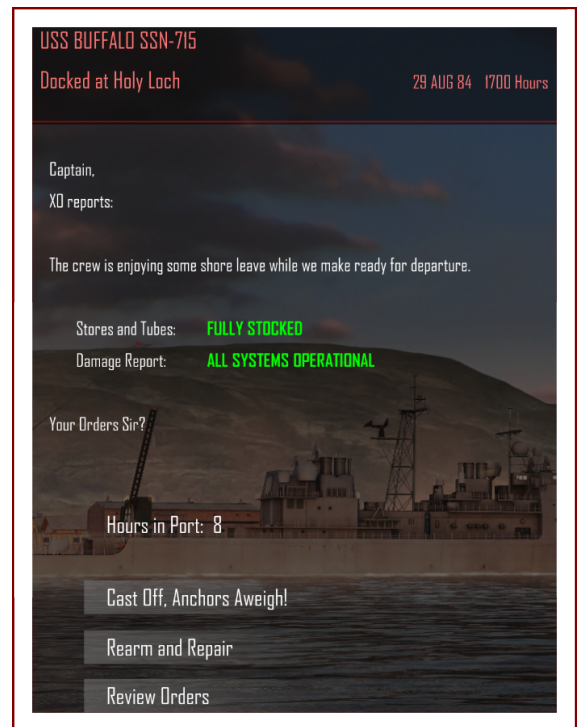 USS BUFFALO SSN-715
Docked at Holy Loch 29 AUG 84 1700 Hours
Captain,
XO reports:
The crew is enjoying some shore leave while we make ready for departure.
Stores and Tubes: FULLY STOCKED
Damage Report: ALL SYSTEMS OPERATIONAL
Your Orders Sir?
Hours in Port: 8
Cast Off, Anchors Aweigh!
Rearm and Repair
Review Orders